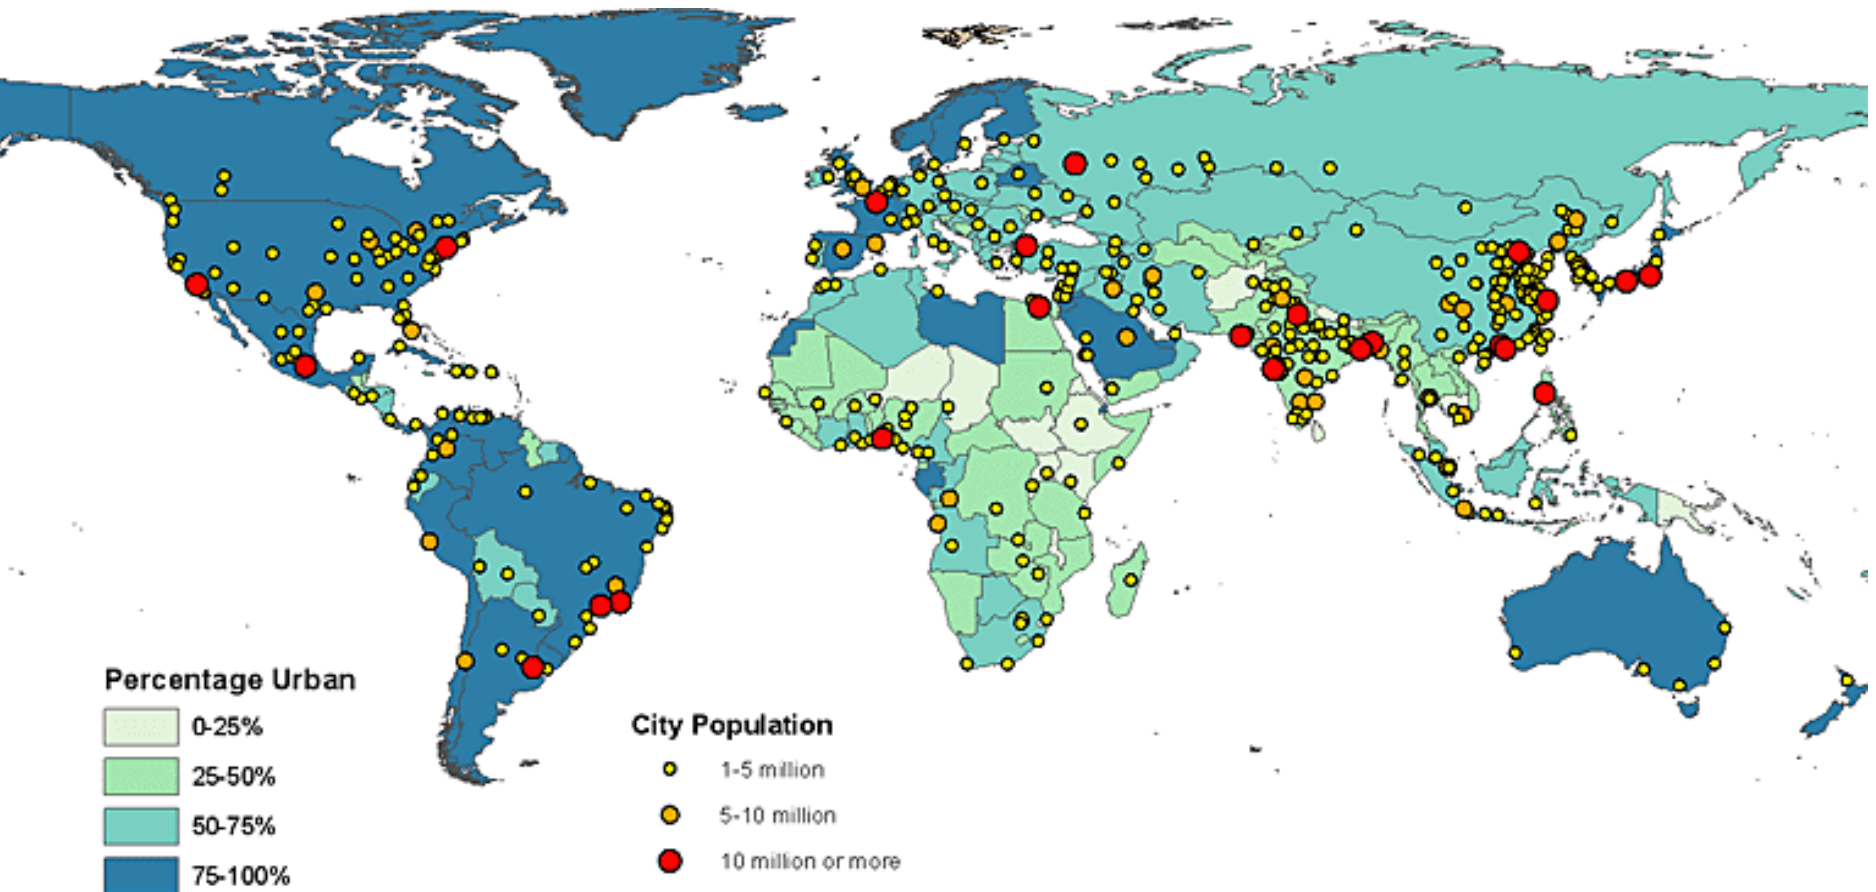 Percentage Urban
0-25%
25-50%
50-75%
75-100%
City Population
1-5 million
5-10 million
10 million or more